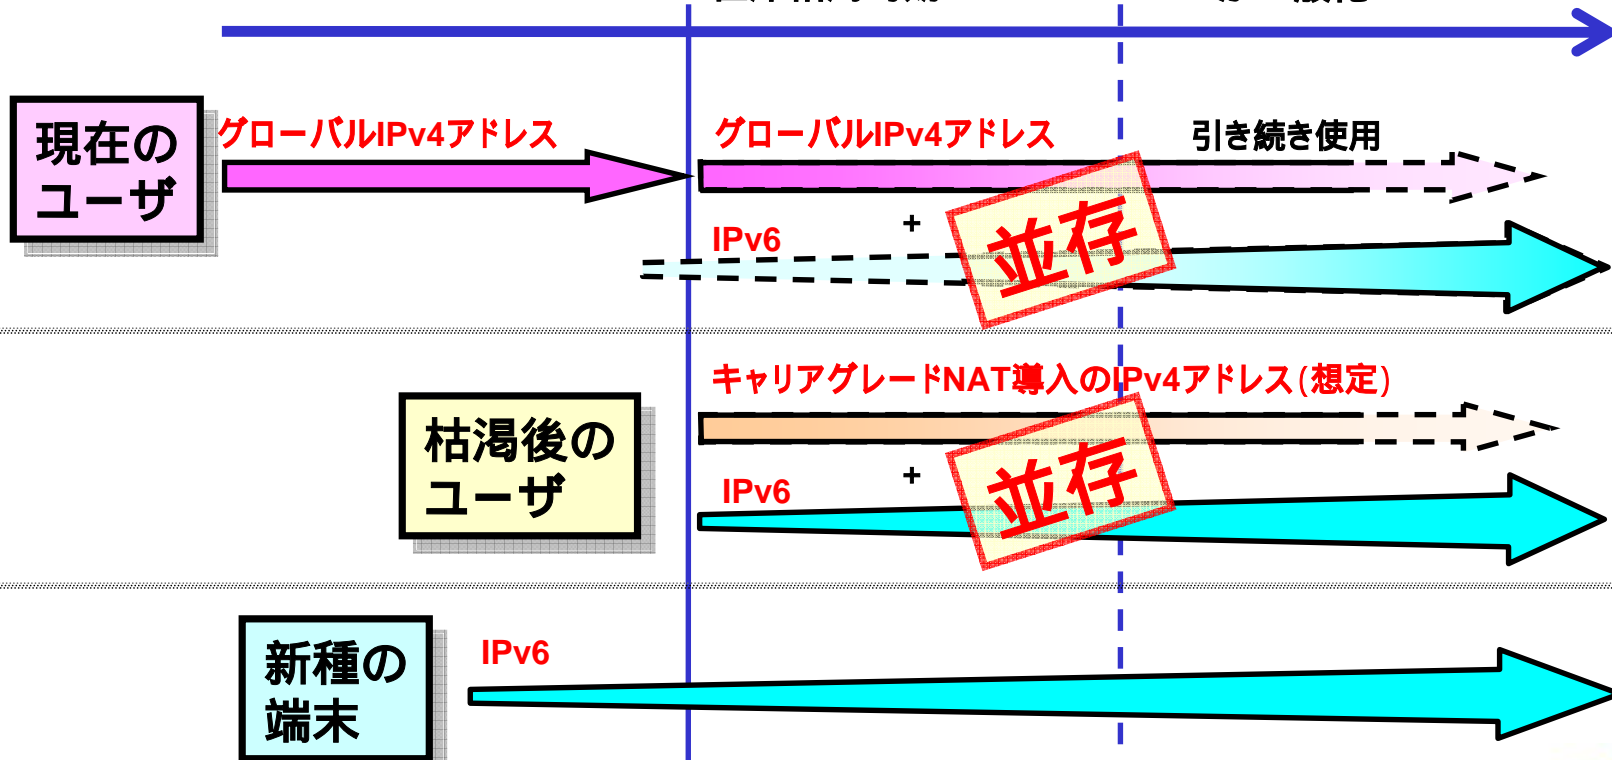 現在の
ユーザ
グローバルIPv4アドレス
グローバルIPv4アドレス
引き続き使用
+
IPv6
並存
キャリアグレードNAT導入のIPv4アドレス(想定)
枯渇後の
ユーザ
+
IPv6
並存
新種の
端末
IPv6